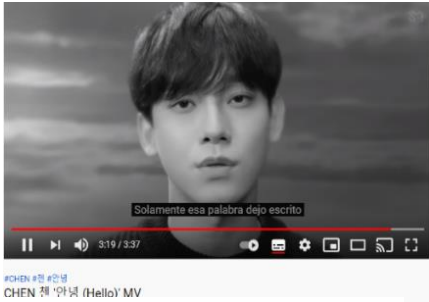 Solamente esa palabra dejo escrito
3:19 / 3:37
#CHEN #첸 #안녕
CHEN 첸 '안녕 (Hello)' MV